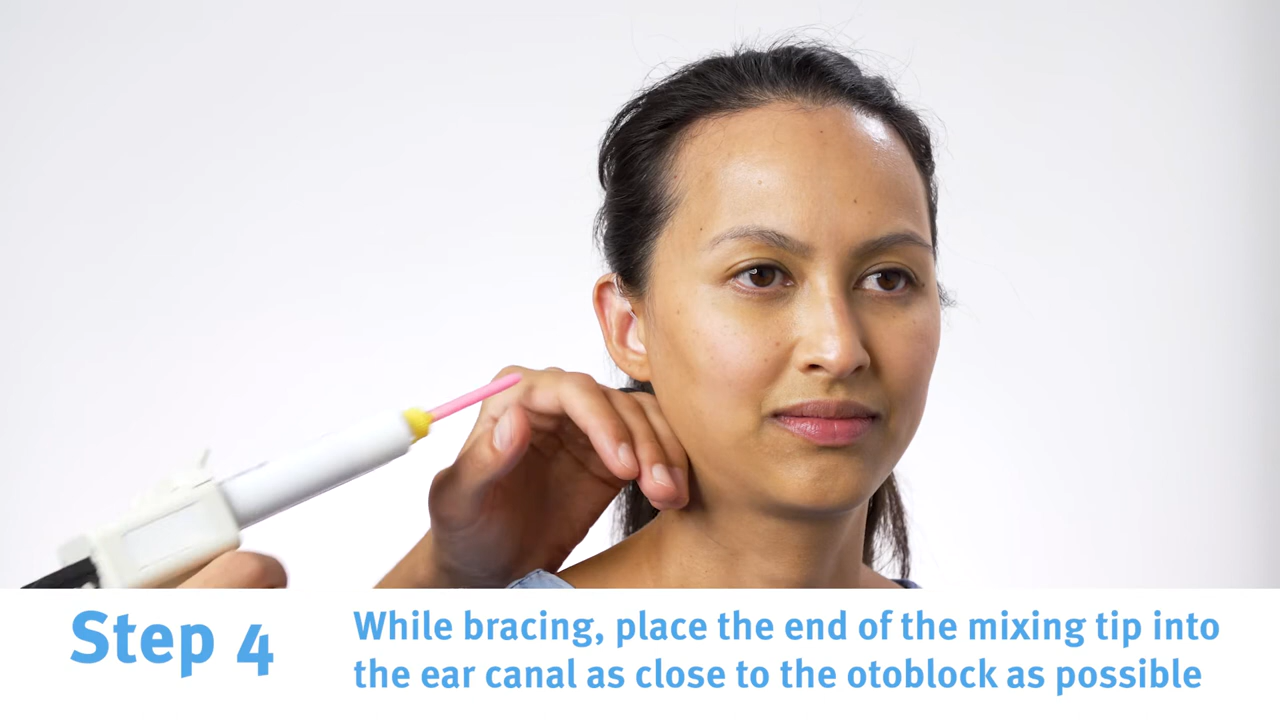 Step 4
While bracing, place the end of the mixing tip into
the ear canal as close to the otoblock as possible